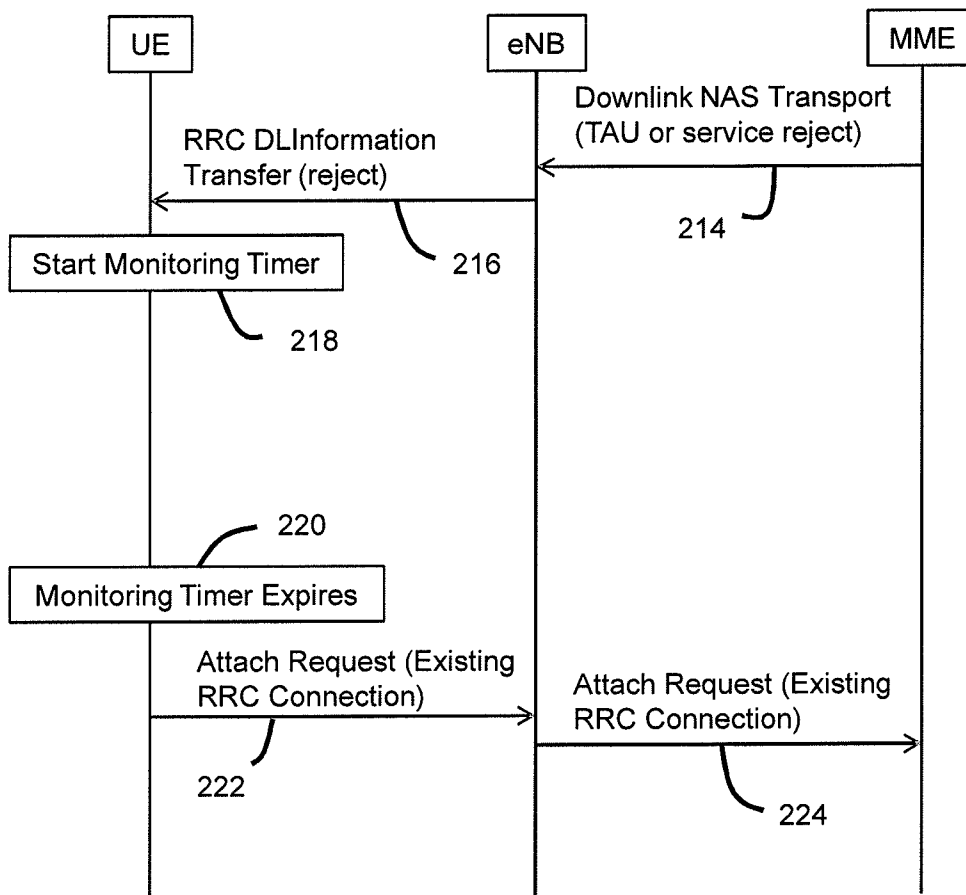 UE
eNB
MME
Downlink NAS Transport
(TAU or service reject)
RRC DLInformation
Transfer (reject)
214
216
Start Monitoring Timer
218
220
Monitoring Timer Expires
Attach Request (Existing
RRC Connection)
Attach Request (Existing
RRC Connection)
222
224